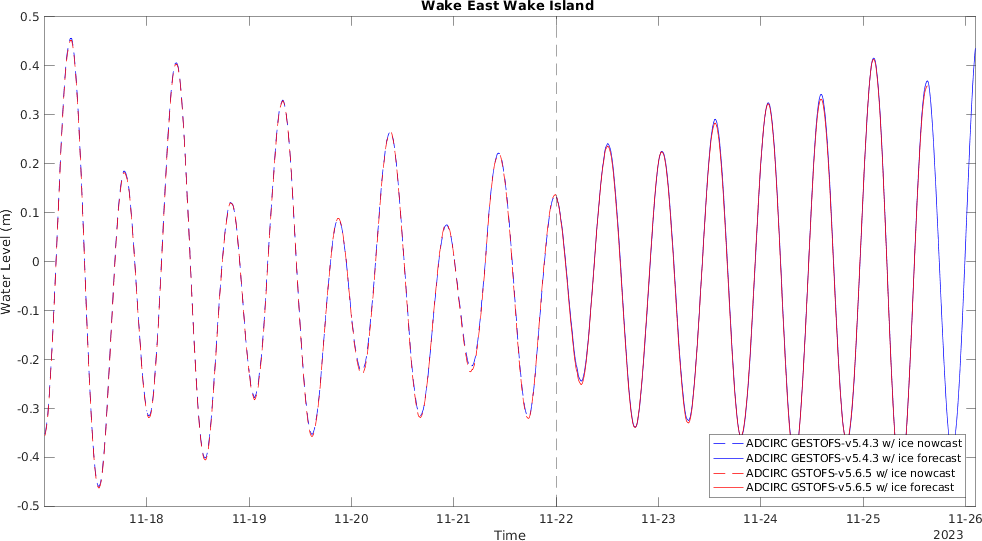 Wake East Wake Island
0.5
0.4
0.3
0.2
0.1
0
-0.1
-0.2
-0.3
-0.4
-0.5
Water Level (m)
ADCIRC GESTOFS-v5.4.3 w/ ice nowcast
ADCIRC GESTOFS-v5.4.3 w/ ice forecast
ADCIRC GSTOFS-v5.6.5 w/ ice nowcast
ADCIRC GSTOFS-v5.6.5 w/ ice forecast
11-18 11-19 11-20 11-21 11-22 11-23 11-24 11-25 11-26
Time
2023